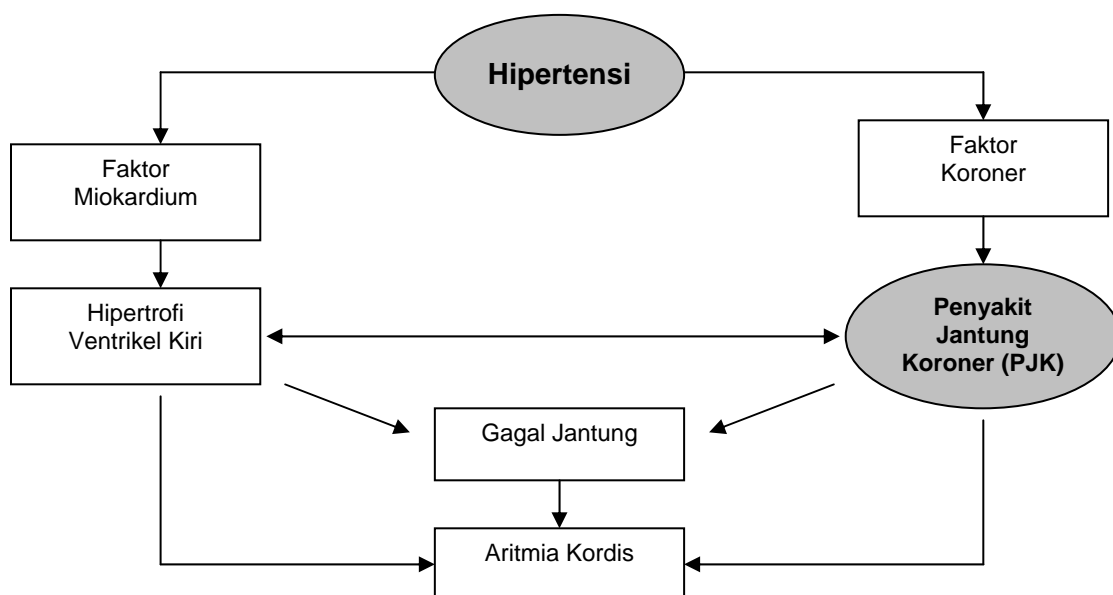 Hipertensi
Faktor
Miokardium
Faktor
Koroner
Hipertrofi
Ventrikel Kiri
Penyakit
Jantung
Koroner (PJK)
Gagal Jantung
Aritmia Kordis